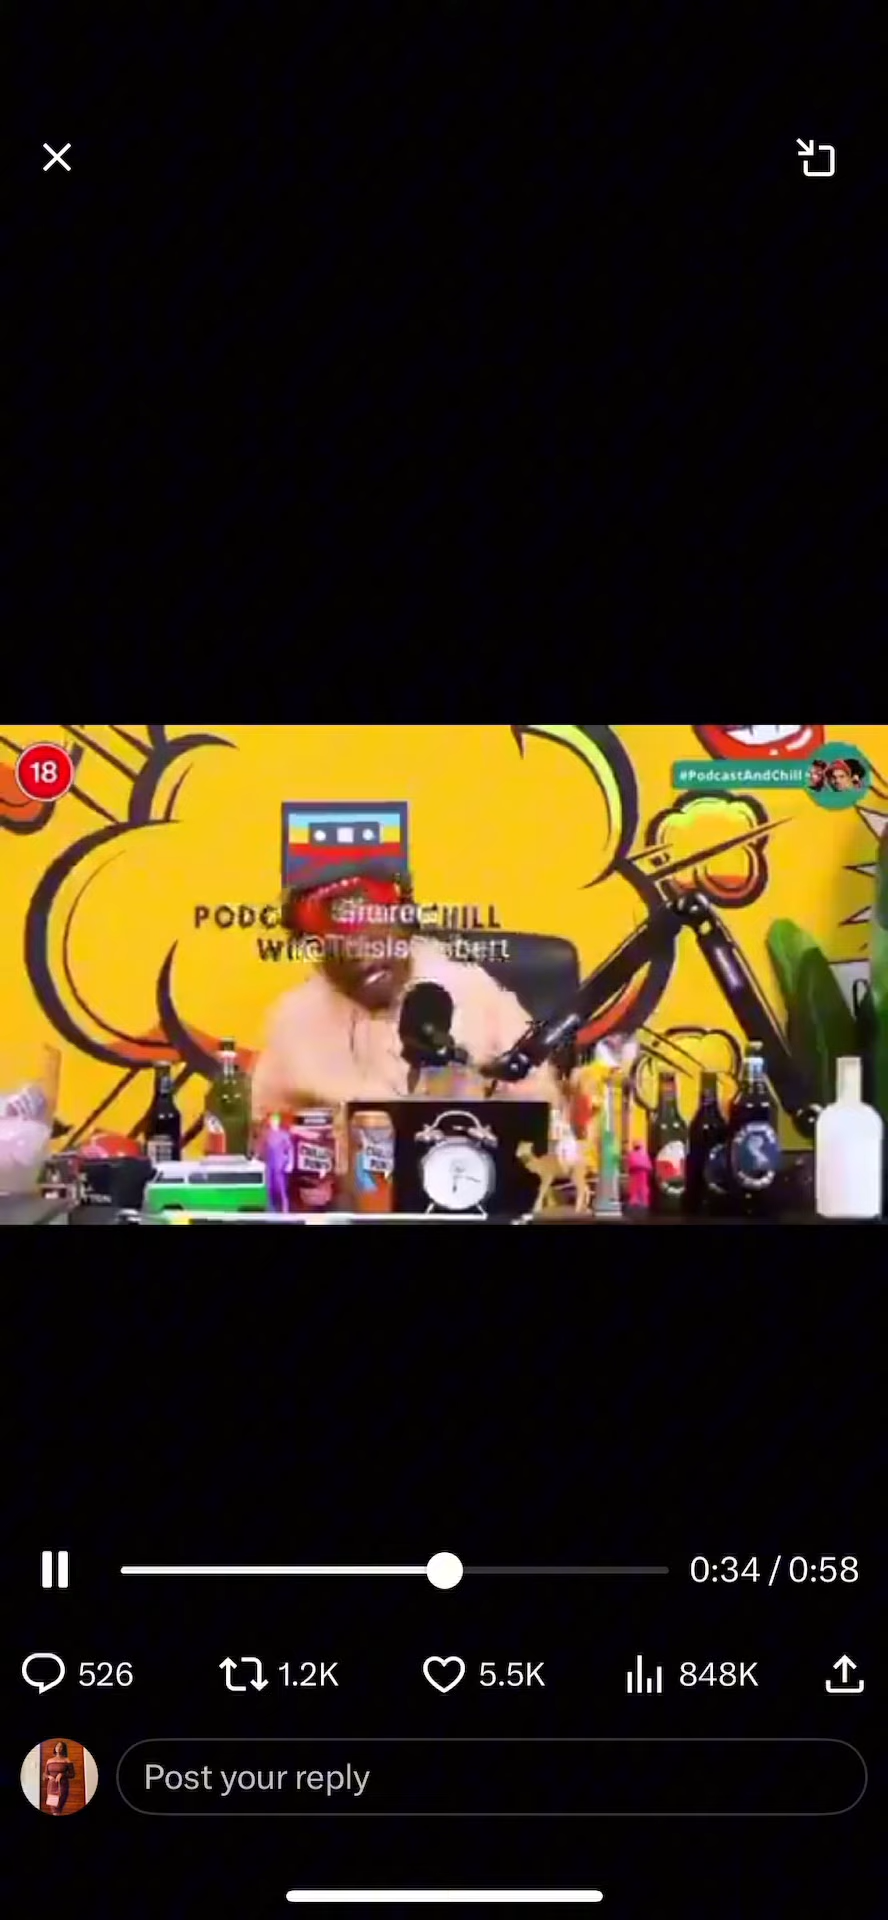 18
#PodcastAndChill
0:34 / 0:58
526
1.2K
5.5K
848K
Post your reply